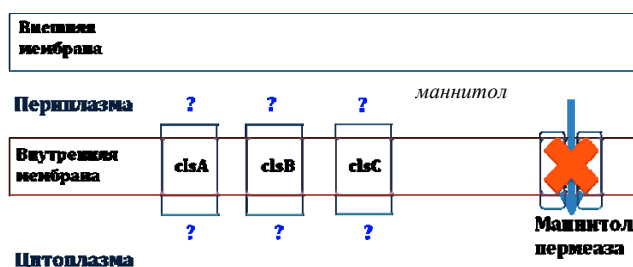 Внешняя
мембрана
Периплазма
? ? ?
маннитол
Внутренняя
мембрана
clsA clsB clsC
? ? ?
Маннитол
пермеаза
Цитоплазма